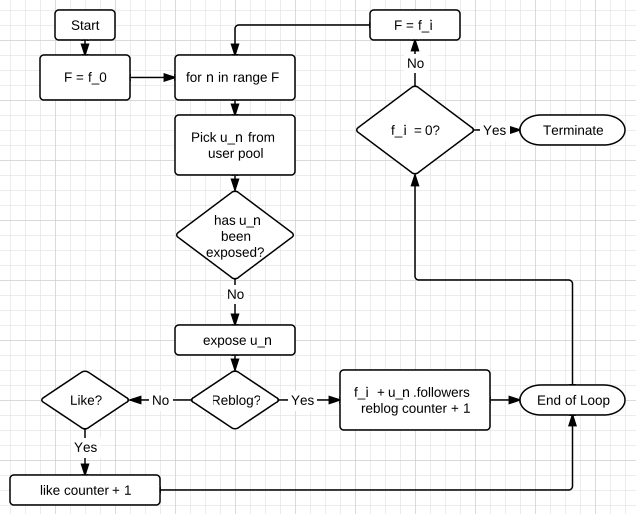 Start
F = f_i
F = f_0
for n in range F
No
Pick u_n from
user pool
f_i = 0?
Yes
Terminate
has u_n
been
exposed?
No
expose u_n
Like?
No
Reblog?
Yes
f_i + u_n .followers
reblog counter + 1
End of Loop
Yes
like counter + 1